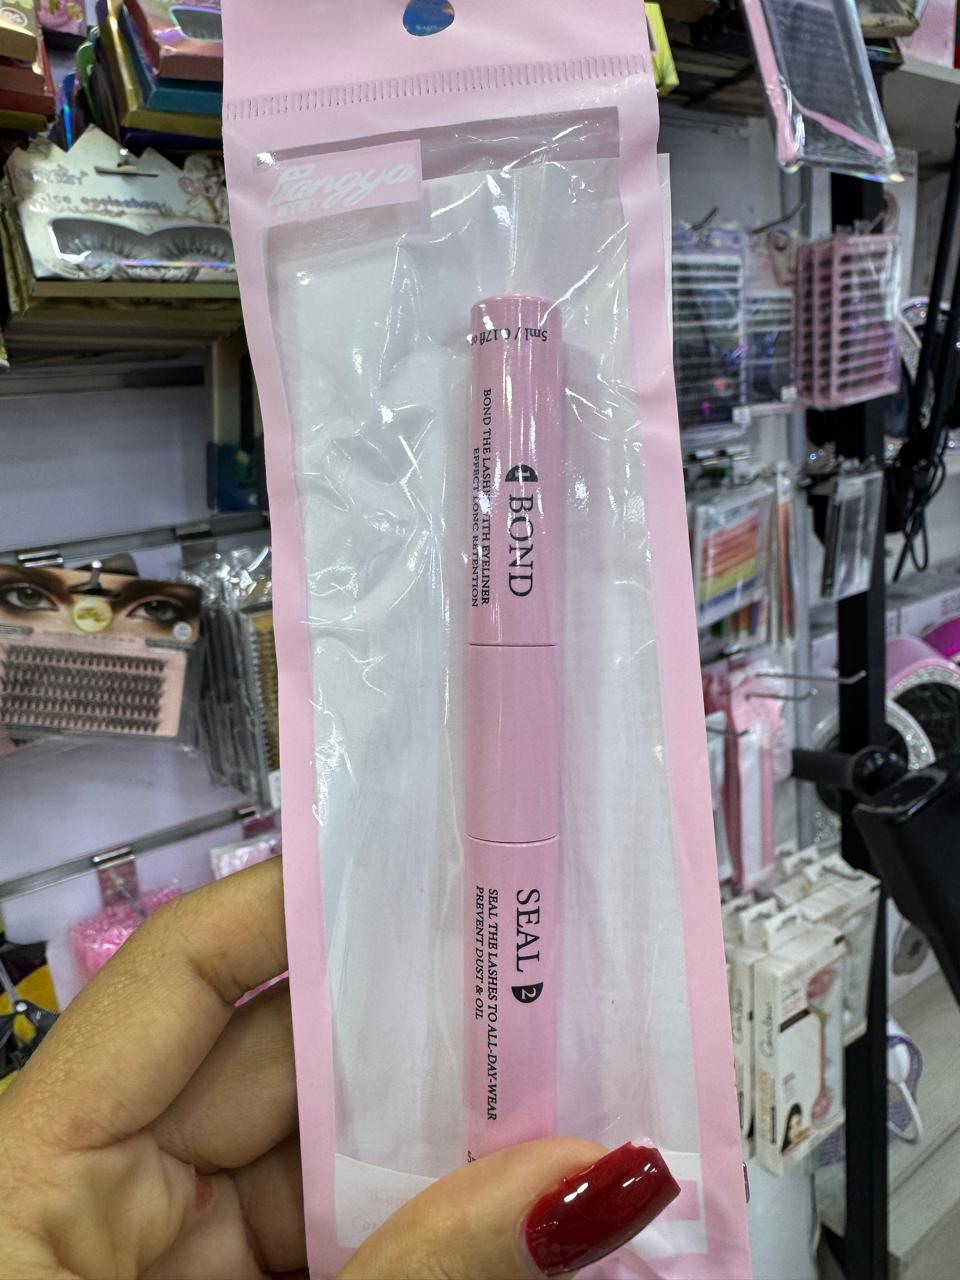 5ml / 0.17fl oz
1 BOND
BOND THE LASHES WITH EYELINER
EFFECT LONG RETENTION
SEAL 2
SEAL THE LASHES TO ALL-DAY-WEAR
PREVENT DUST & OIL